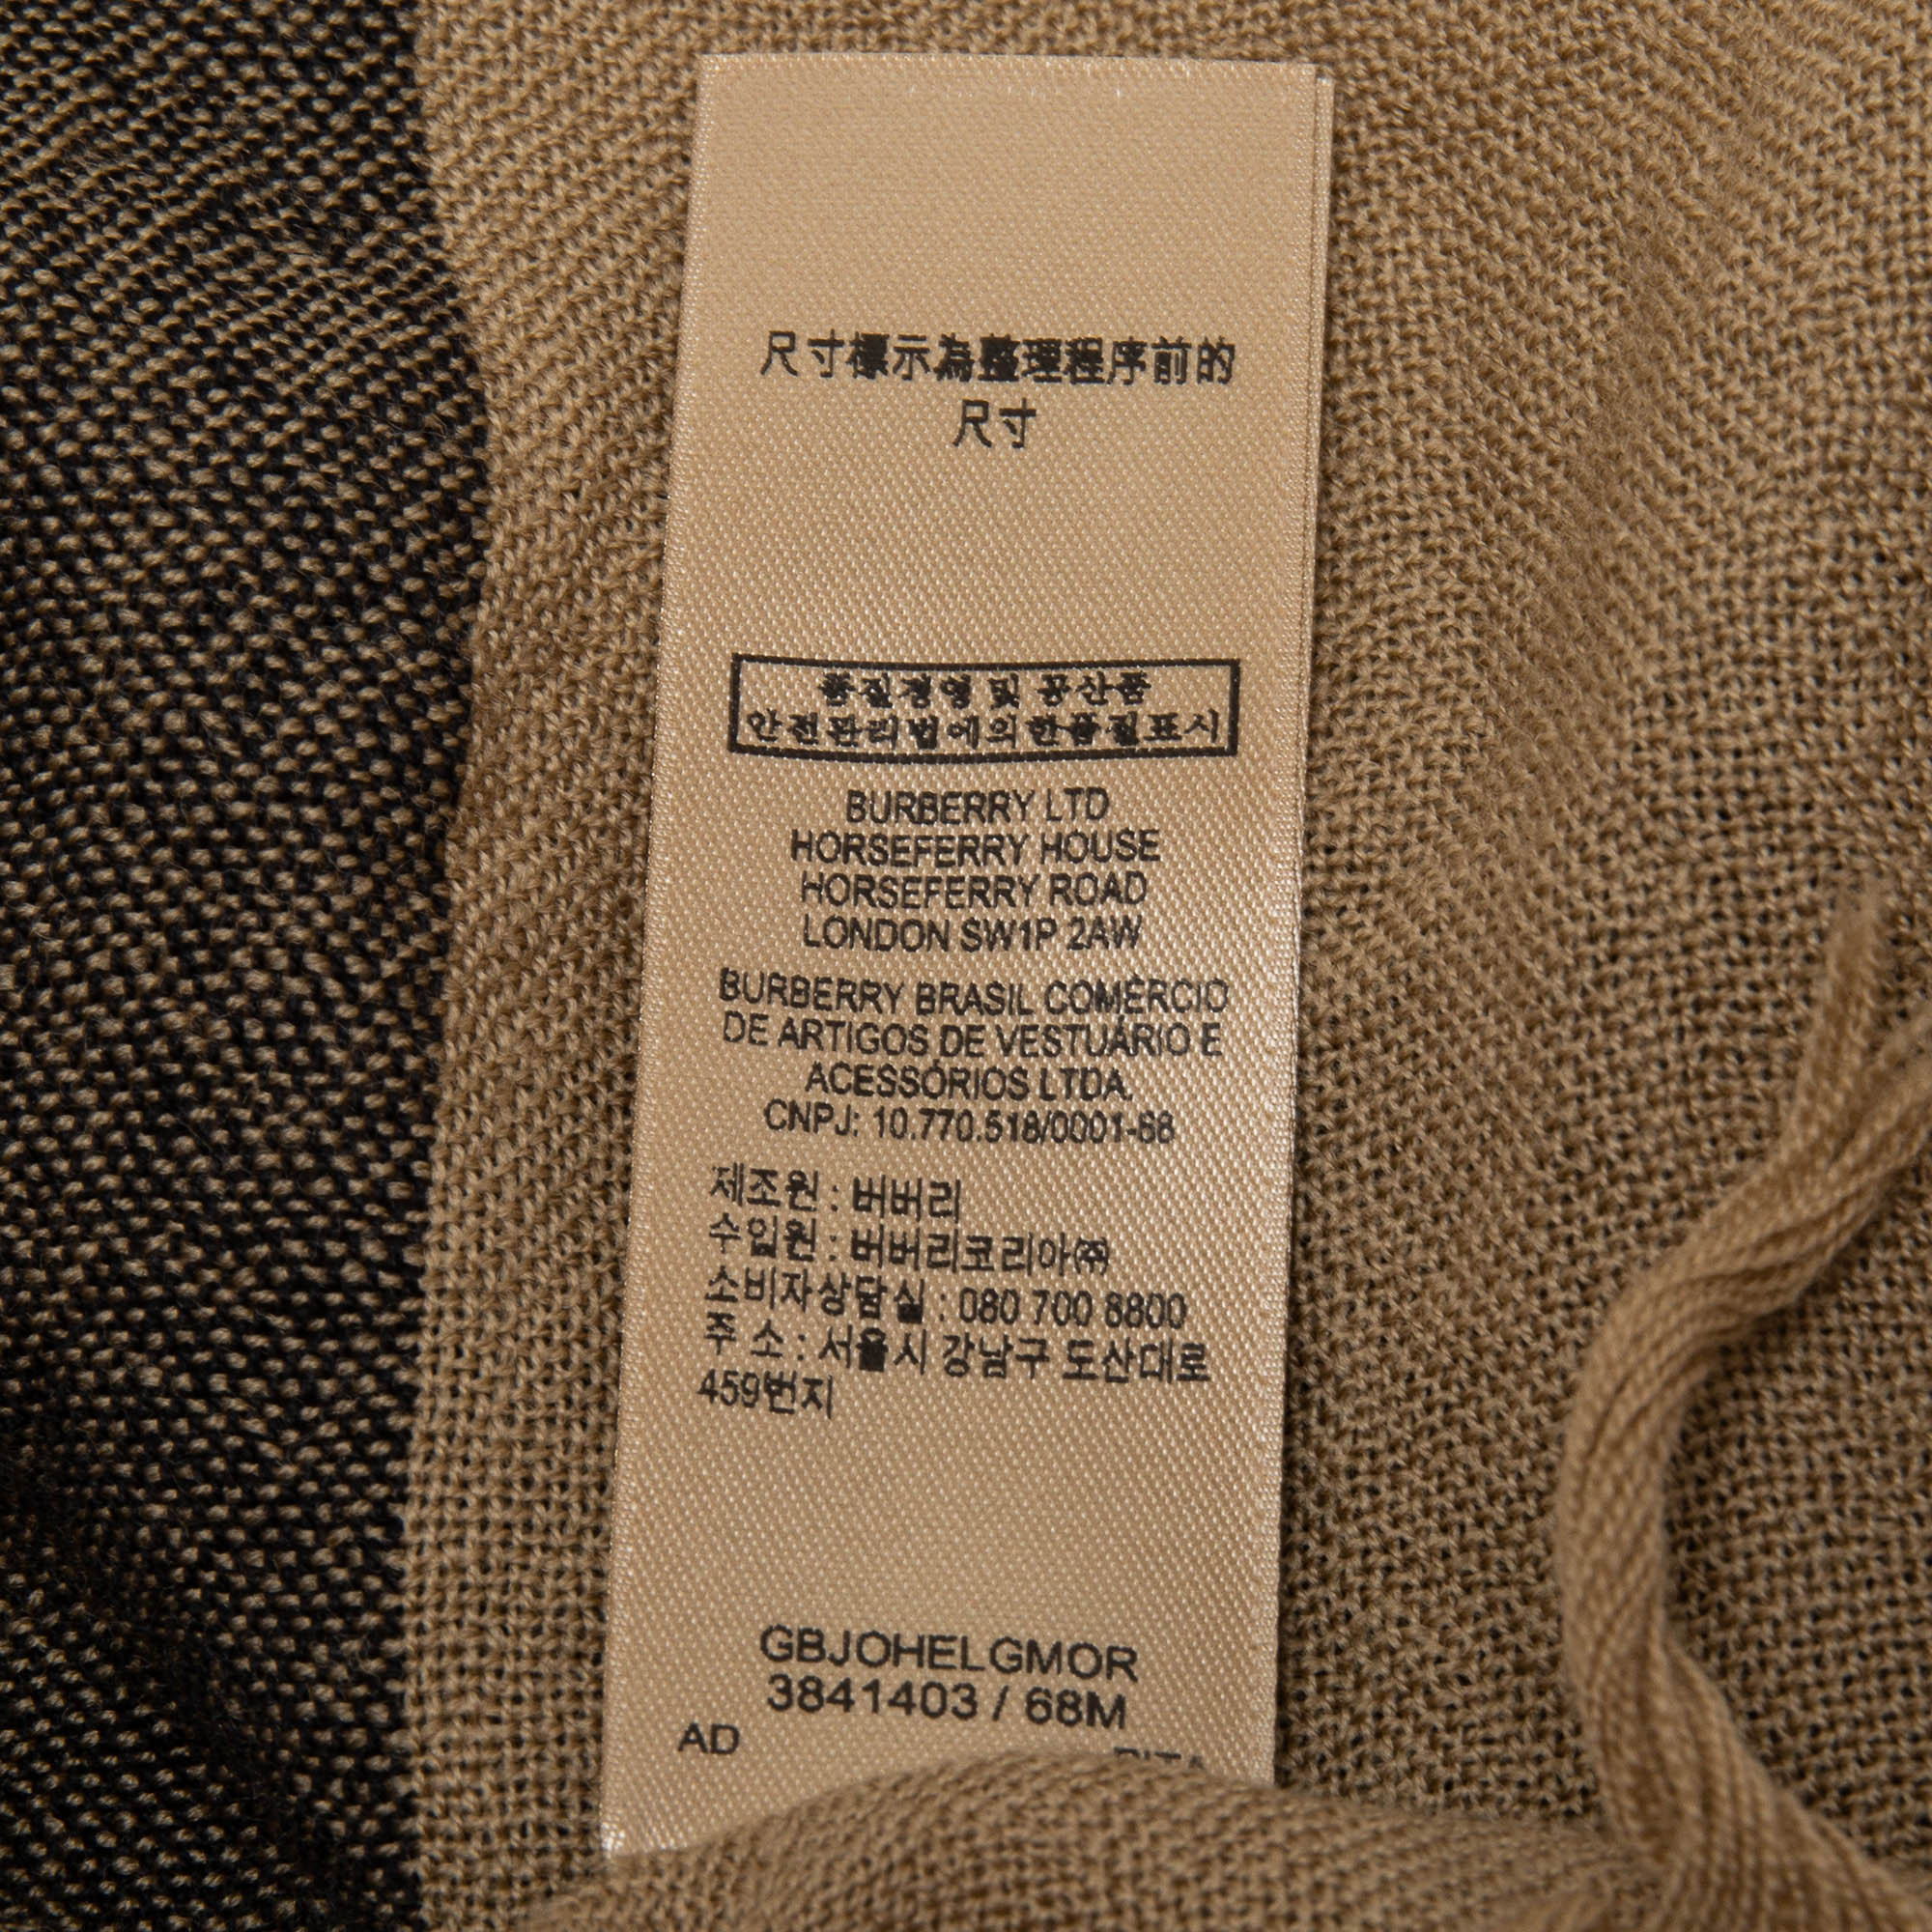 尺寸標示為整理程序前的
尺寸
품질경영 및 공산품
안전관리법에의한품질표시
BURBERRY LTD
HORSEFERRY HOUSE
HORSEFERRY ROAD
LONDON SW1P 2AW
BURBERRY BRASIL COMÉRCIO
DE ARTIGOS DE VESTUÁRIO E
ACESSÓRIOS LTDA.
CNPJ: 10.770.518/0001-68
제조원 : 버버리
수입원 : 버버리코리아㈜
소비자상담실 : 080 700 8800
주 소 : 서울시 강남구 도산대로
459번지
GBJOHELGMOR
3841403 / 68M
AD